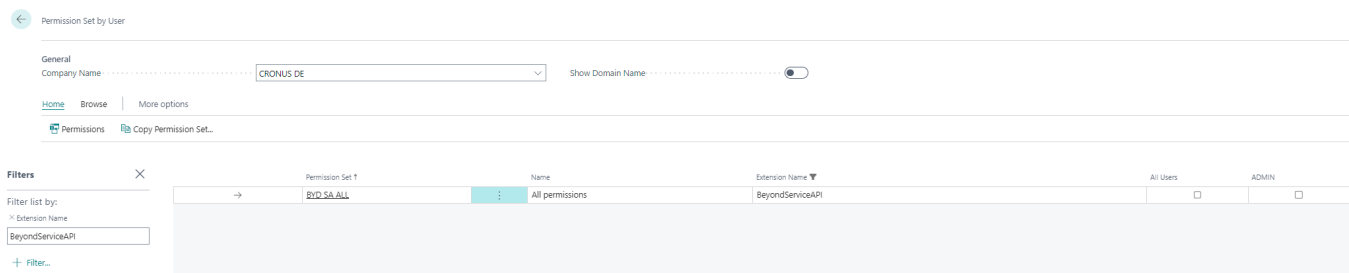 Permission Set by User
General
Company Name CRONUS DE Show Domain Name
Home Browse More options
Permissions Copy Permission Set...
Filters
Permission Set ↑ Name Extension Name All Users ADMIN
→ BYD SA ALL All permissions BeyondServiceAPI
Filter list by:
× Extension Name
BeyondServiceAPI
+ Filter...